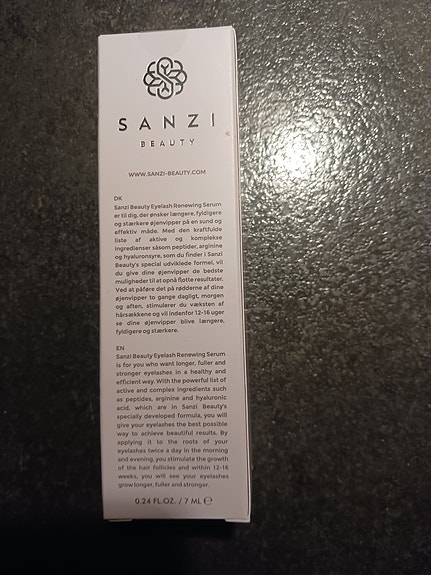 SANZI
BEAUTY
WWW.SANZI-BEAUTY.COM
DK
Sanzi Beauty Eyelash Renewing Serum
er til dig, der ønsker længere, fyldigere
og stærkere øjenvipper på en sund og
effektiv måde. Med den kraftfulde
liste af aktive og komplekse
ingredienser såsom peptider, arginine
og hyaluronsyre, som du finder i Sanzi
Beauty's special udviklede formel, vil
du give dine øjenvipper de bedste
muligheder til at opnå flotte resultater.
Ved at påføre det på rødderne af dine
øjenvipper to gange dagligt, morgen
og aften, stimulerer du væksten af
hårsækkene og vil indenfor 12-16 uger
se dine øjenvipper blive længere,
fyldigere og stærkere.
EN
Sanzi Beauty Eyelash Renewing Serum
is for you who want longer, fuller and
stronger eyelashes in a healthy and
efficient way. With the powerful list of
active and complex ingredients such
as peptides, arginine and hyaluronic
acid, which are in Sanzi Beauty's
specially developed formula, you will
give your eyelashes the best possible
way to achieve beautiful results. By
applying it to the roots of your
eyelashes twice a day in the morning
and evening, you stimulate the growth
of the hair follicles and within 12-16
weeks, you will see your eyelashes
grow longer, fuller and stronger.
0.24 FL.OZ. / 7 ML ℮